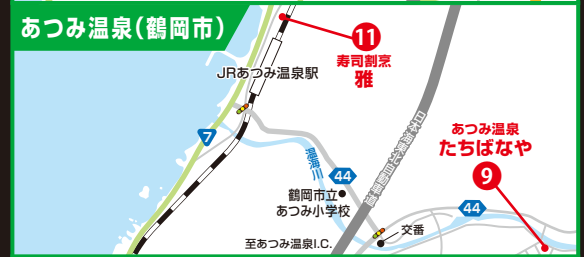 あつみ温泉(鶴岡市)
11
寿司割烹
雅
JRあつみ温泉駅
7
日本海東北自動車道
あつみ温泉
たちばなや
9
温海川
44
鶴岡市立
あつみ小学校
44
交番
至あつみ温泉I.C.